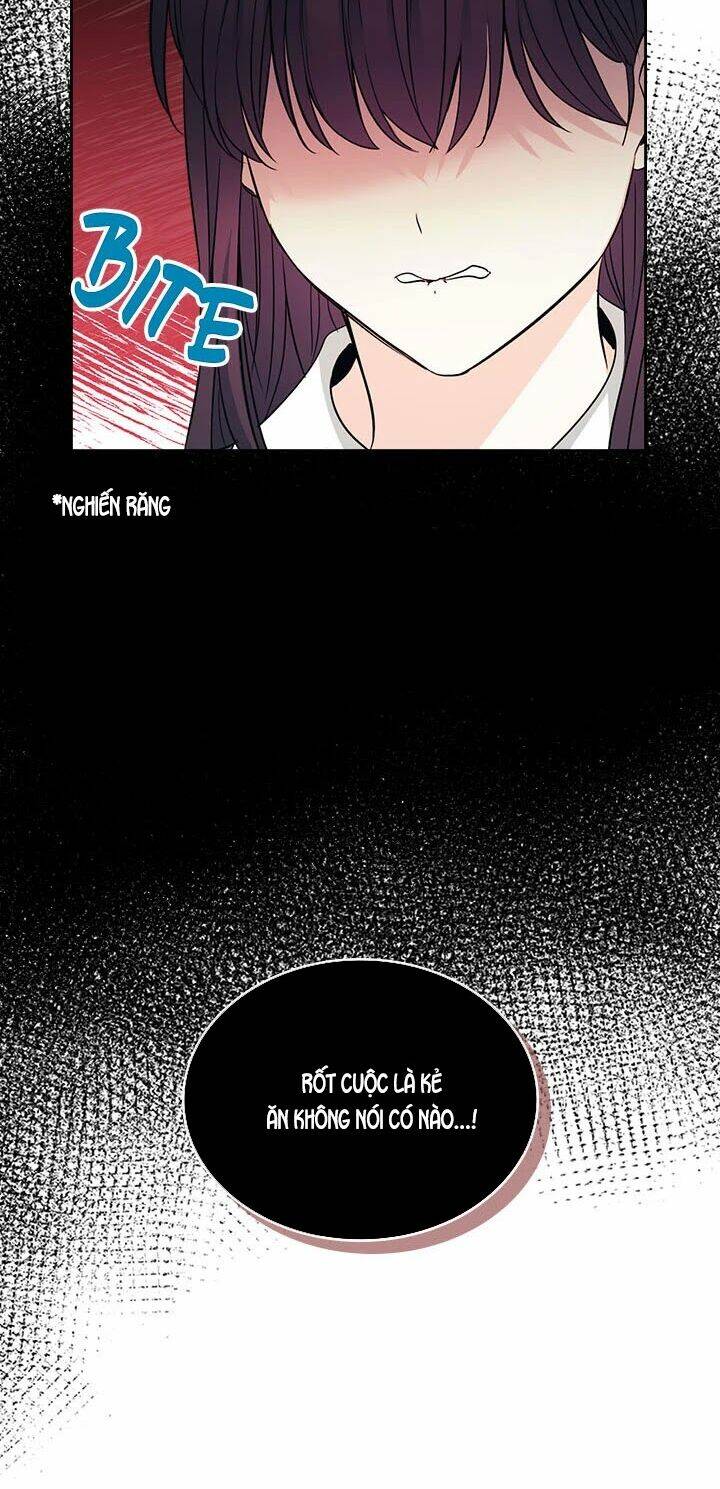 BITE
*NGHIẾN RĂNG
RỐT CUỘC LÀ KẺ
ĂN KHÔNG NÓI CÓ NÀO...!